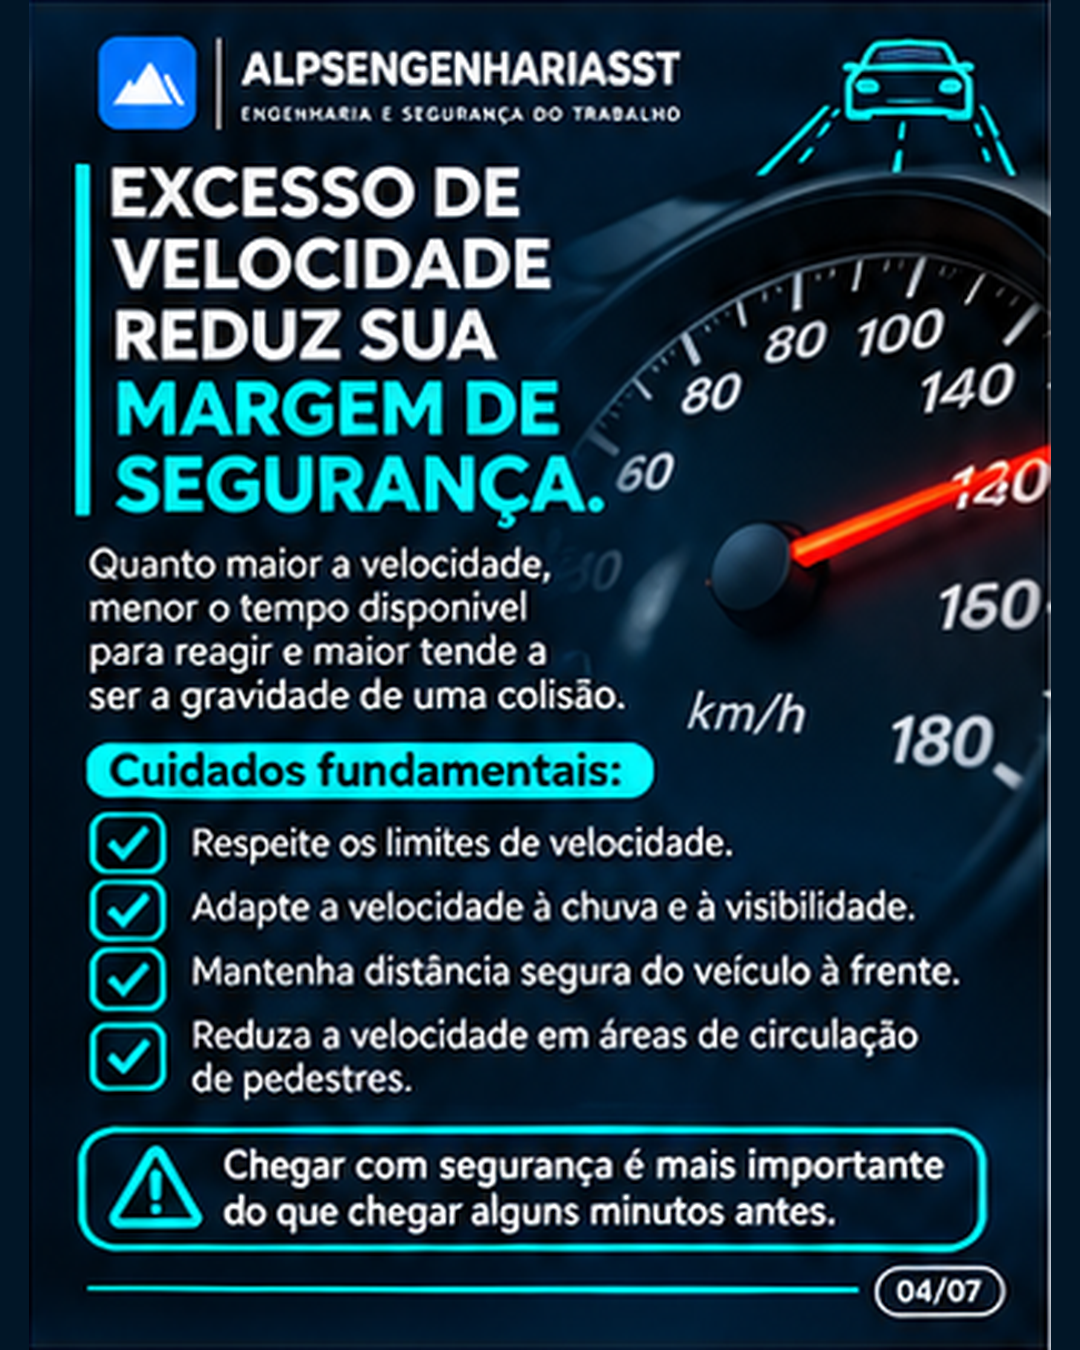 ALPSENGENHARIASST
ENGENHARIA E SEGURANÇA DO TRABALHO
EXCESSO DE
VELOCIDADE
REDUZ SUA
MARGEM DE
SEGURANÇA.
Quanto maior a velocidade,
menor o tempo disponível
para reagir e maior tende a
ser a gravidade de uma colisão.
60
80
80
100
140
120
160
180
km/h
Cuidados fundamentais:
Respeite os limites de velocidade.
Adapte a velocidade à chuva e à visibilidade.
Mantenha distância segura do veículo à frente.
Reduza a velocidade em áreas de circulação
de pedestres.
Chegar com segurança é mais importante
do que chegar alguns minutos antes.
04/07